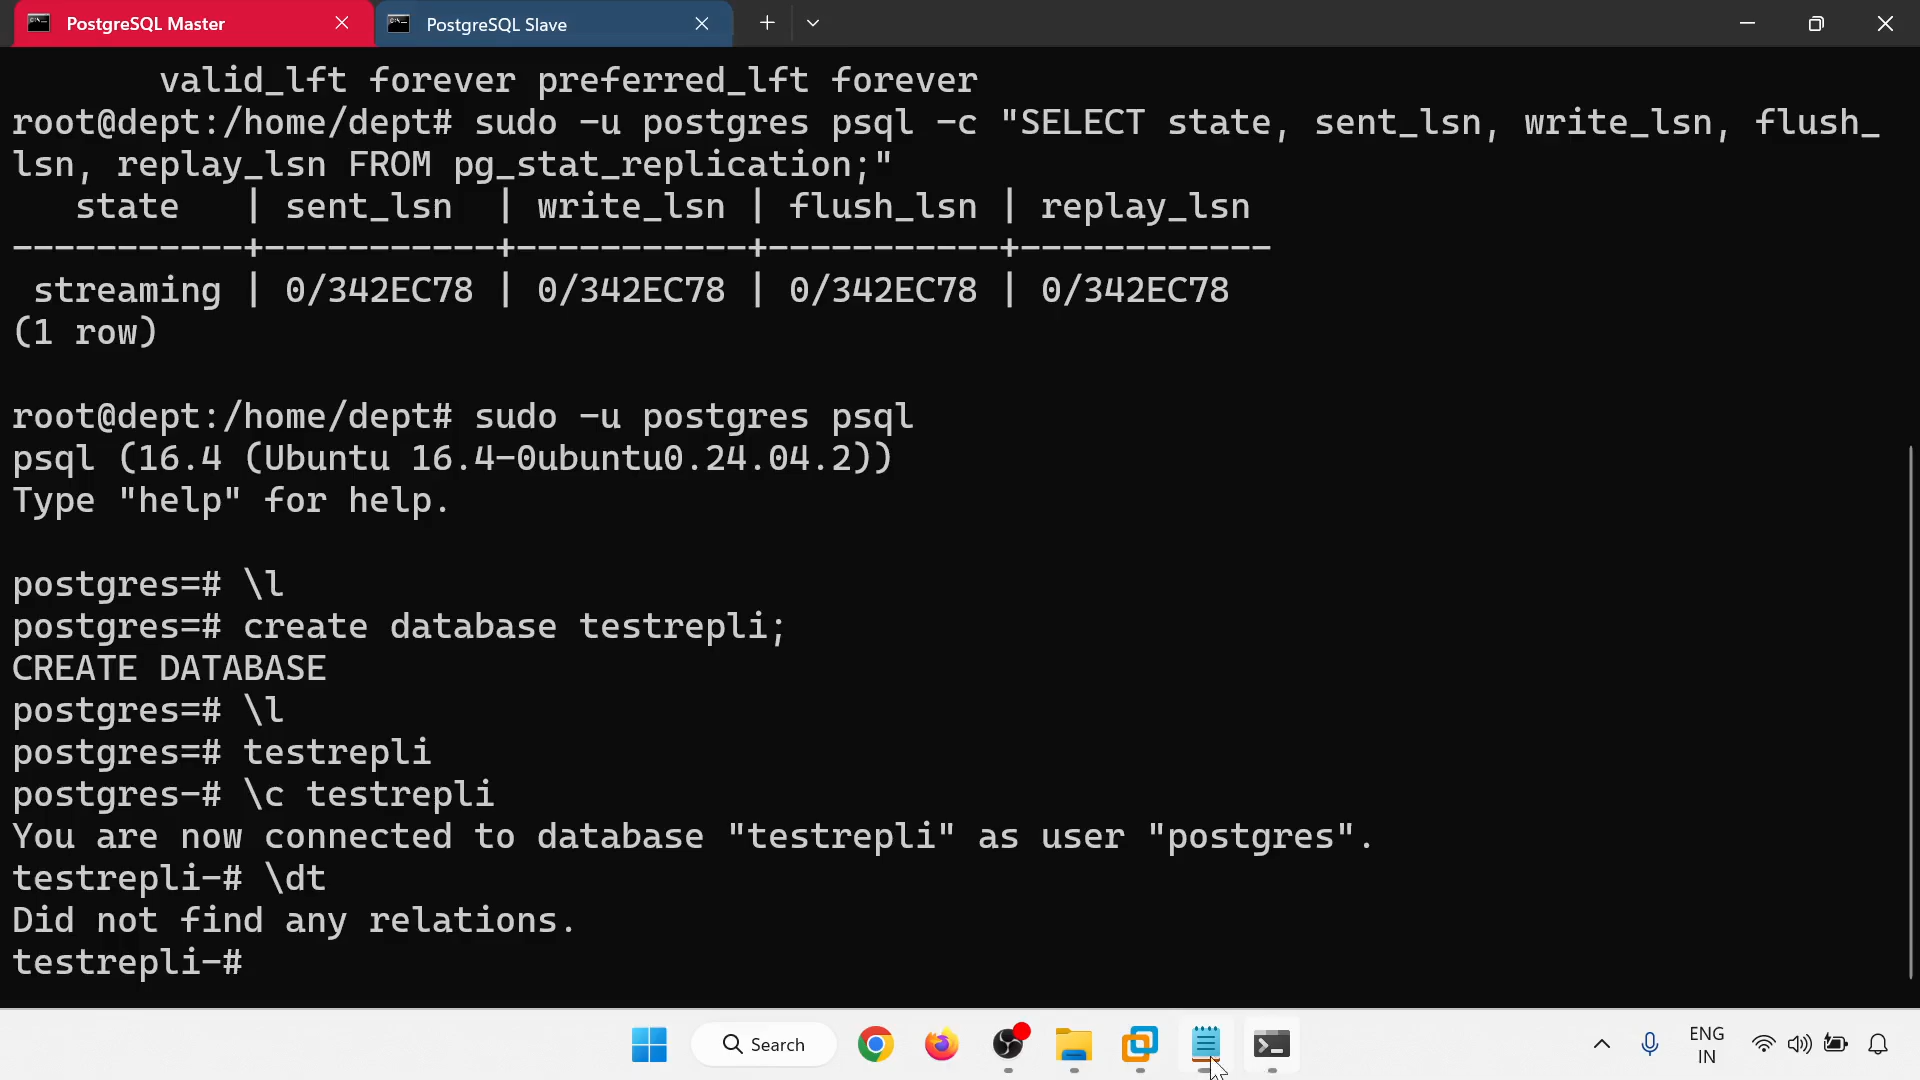 PostgreSQL Master
PostgreSQL Slave
valid_lft forever preferred_lft forever
root@dept:/home/dept# sudo -u postgres psql -c "SELECT state, sent_lsn, write_lsn, flush_
lsn, replay_lsn FROM pg_stat_replication;"
state | sent_lsn | write_lsn | flush_lsn | replay_lsn
-----------+-----------+-----------+-----------+------------
streaming | 0/342EC78 | 0/342EC78 | 0/342EC78 | 0/342EC78
(1 row)
root@dept:/home/dept# sudo -u postgres psql
psql (16.4 (Ubuntu 16.4-0ubuntu0.24.04.2))
Type "help" for help.
postgres=# \l
postgres=# create database testrepli;
CREATE DATABASE
postgres=# \l
postgres=# testrepli
postgres-# \c testrepli
You are now connected to database "testrepli" as user "postgres".
testrepli-# \dt
Did not find any relations.
testrepli-#
Search
ENG
IN